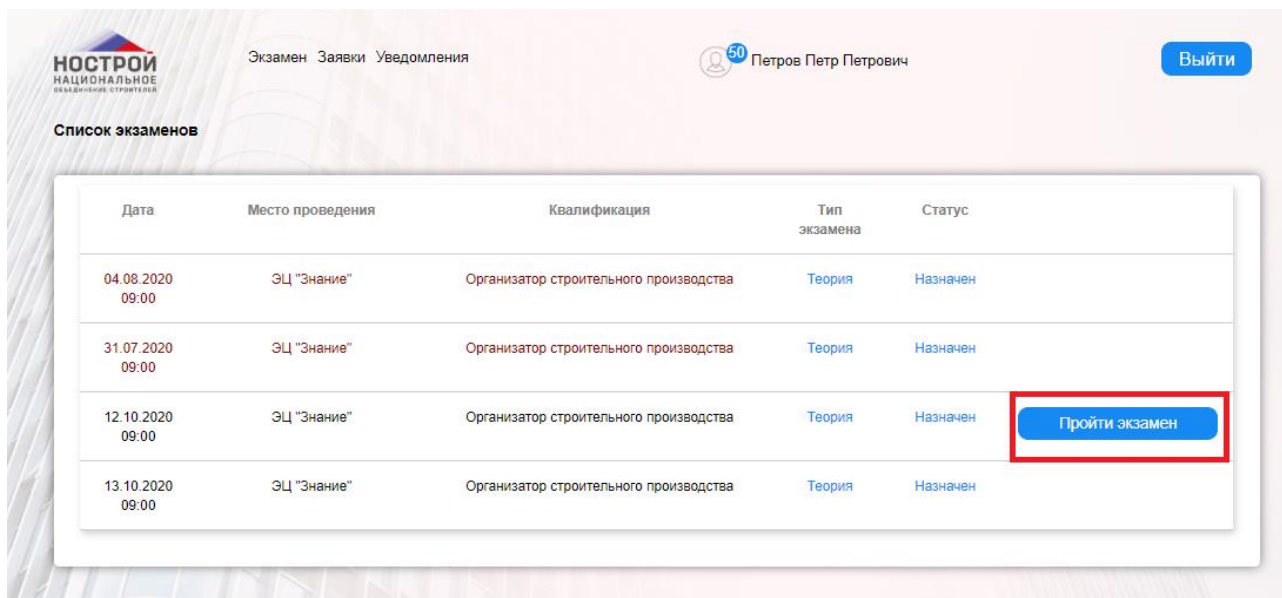 НОСТРОЙ
НАЦИОНАЛЬНОЕ
ОБЪЕДИНЕНИЕ СТРОИТЕЛЕЙ
Экзамен Заявки Уведомления
50 Петров Петр Петрович
Выйти
Список экзаменов
Дата Место проведения Квалификация Тип экзамена Статус
04.08.2020 09:00 ЭЦ "Знание" Организатор строительного производства Теория Назначен
31.07.2020 09:00 ЭЦ "Знание" Организатор строительного производства Теория Назначен
12.10.2020 09:00 ЭЦ "Знание" Организатор строительного производства Теория Назначен Пройти экзамен
13.10.2020 09:00 ЭЦ "Знание" Организатор строительного производства Теория Назначен